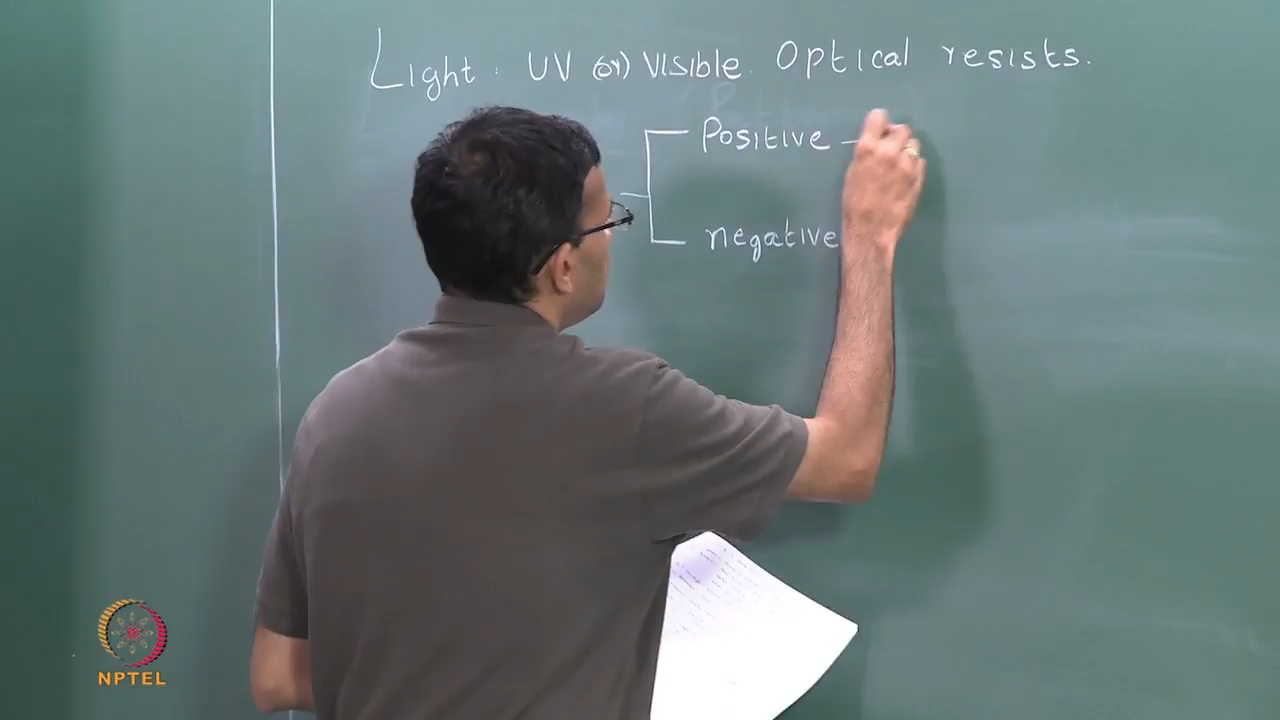 Light: UV (or) Visible. Optical resists.
Positive -
negative
NPTEL